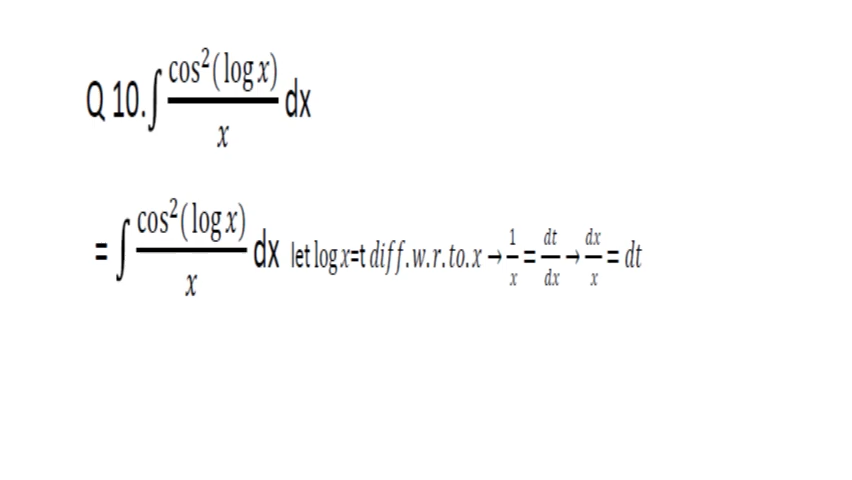 Q 10.∫ cos²(log x)/x dx
= ∫ cos²(log x)/x dx let log x=t diff.w.r.to.x → 1/x = dt/dx → dx/x = dt